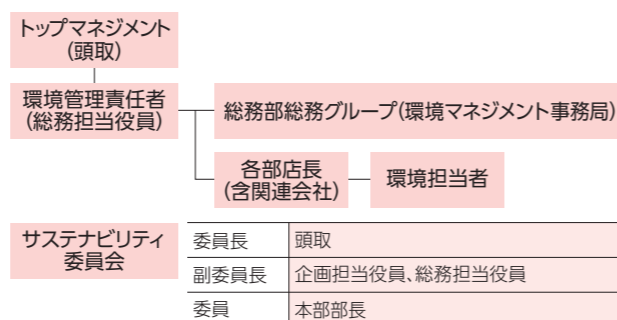 トップマネジメント
(頭取)
環境管理責任者
(総務担当役員)
総務部総務グループ(環境マネジメント事務局)
各部店長
(含関連会社)
環境担当者
サステナビリティ
委員会
委員長 頭取
副委員長 企画担当役員、総務担当役員
委員 本部部長